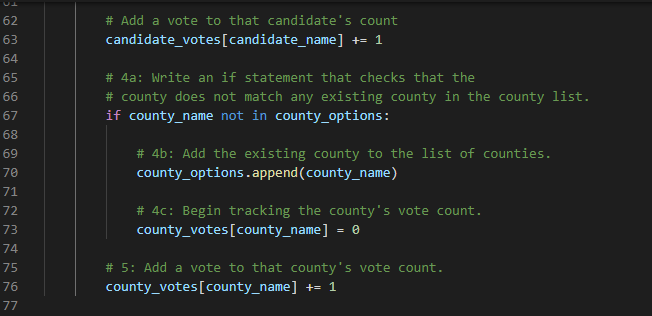 62 # Add a vote to that candidate's count
63 candidate_votes[candidate_name] += 1
64
65 # 4a: Write an if statement that checks that the
66 # county does not match any existing county in the county list.
67 if county_name not in county_options:
68
69 # 4b: Add the existing county to the list of counties.
70 county_options.append(county_name)
71
72 # 4c: Begin tracking the county's vote count.
73 county_votes[county_name] = 0
74
75 # 5: Add a vote to that county's vote count.
76 county_votes[county_name] += 1
77